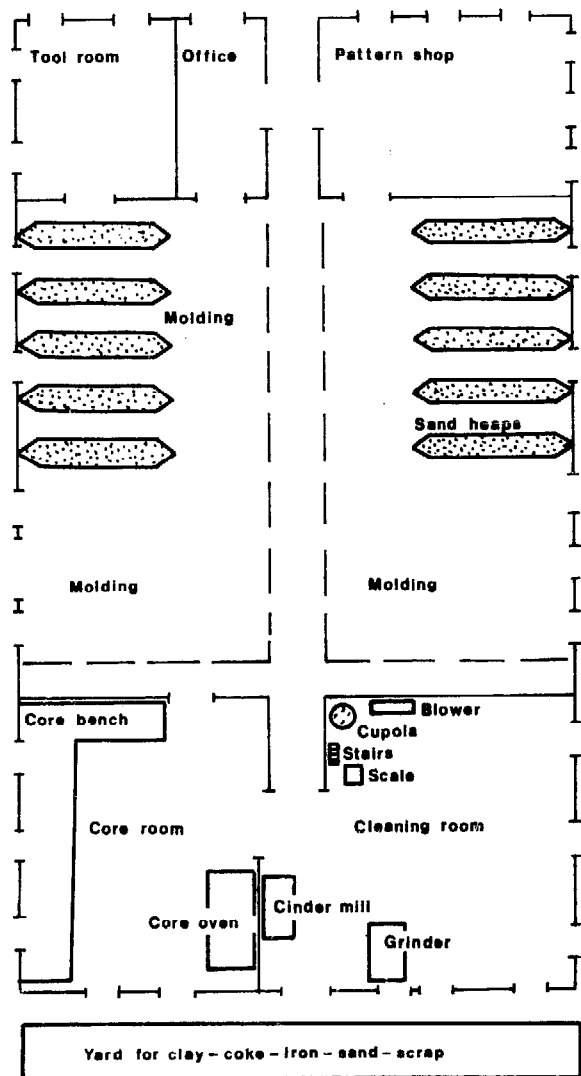 Tool room
Office
Pattern shop
Molding
Sand heaps
Molding
Molding
Core bench
Blower
Cupola
Stairs
Scale
Core room
Cleaning room
Cinder mill
Core oven
Grinder
Yard for clay-coke-iron-sand-scrap